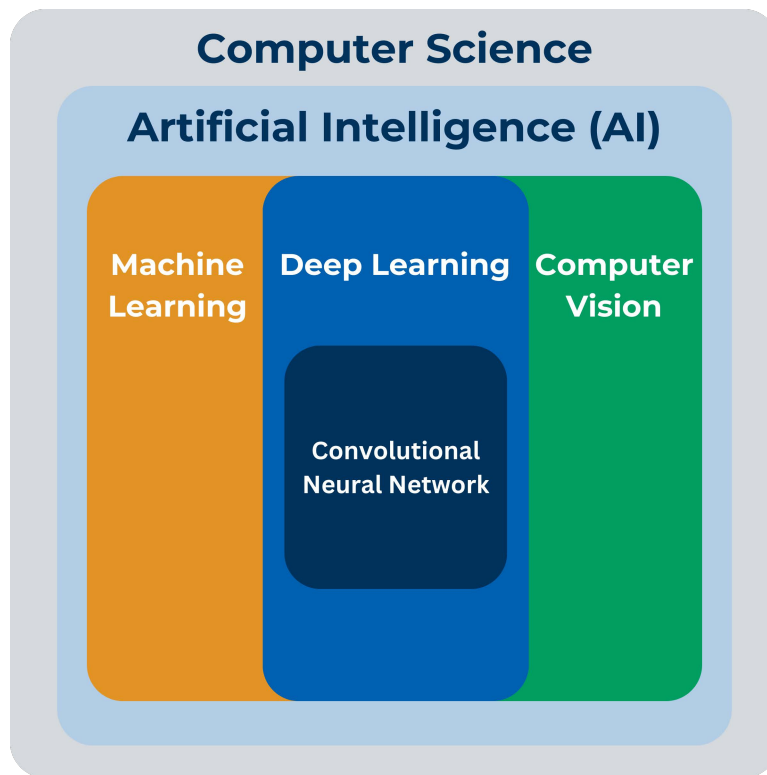 Computer Science
Artificial Intelligence (AI)
Machine
Learning
Deep Learning
Computer
Vision
Convolutional
Neural Network